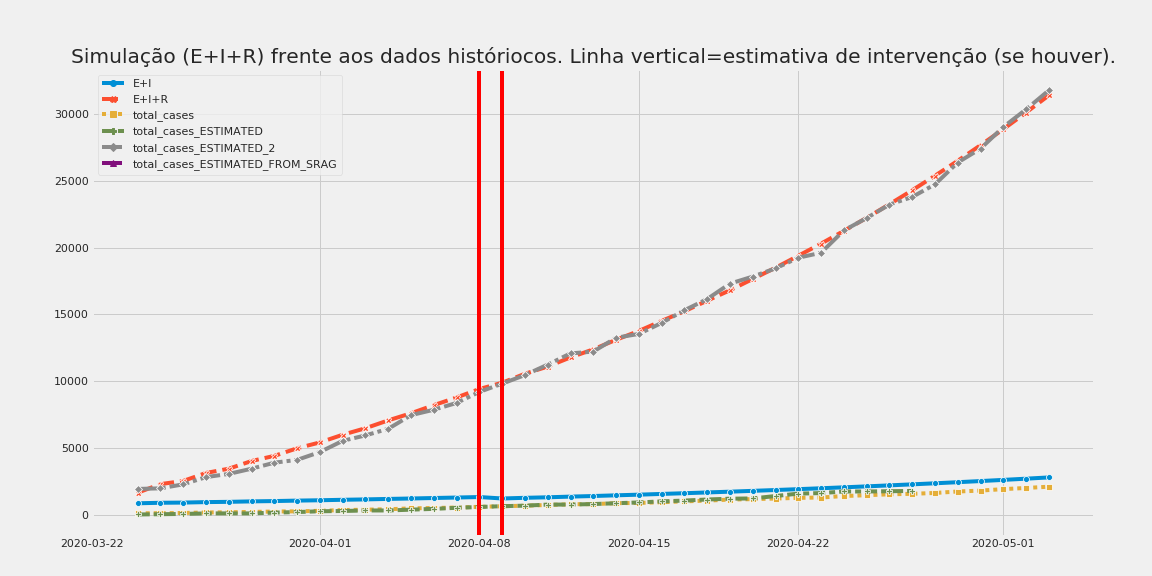 Simulação (E+I+R) frente aos dados históriocos. Linha vertical=estimativa de intervenção (se houver).
E+I
E+I+R
total_cases
total_cases_ESTIMATED
total_cases_ESTIMATED_2
total_cases_ESTIMATED_FROM_SRAG
30000
25000
20000
15000
10000
5000
0
2020-03-22
2020-04-01
2020-04-08
2020-04-15
2020-04-22
2020-05-01